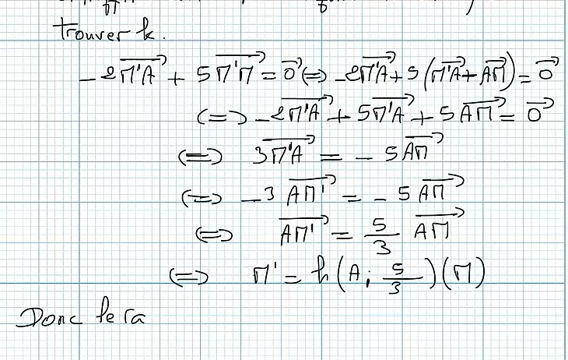 trouver k.
-2M'A + 5M'M = 0 ⇔ -2M'A + 5(M'A + AM) = 0
⇔ -2M'A + 5M'A + 5AM = 0
⇔ 3M'A = -5AM
⇔ -3AM' = -5AM
⇔ AM' = 5/3 AM
⇔ M' = h(A; 5/3)(M)
Donc le ra